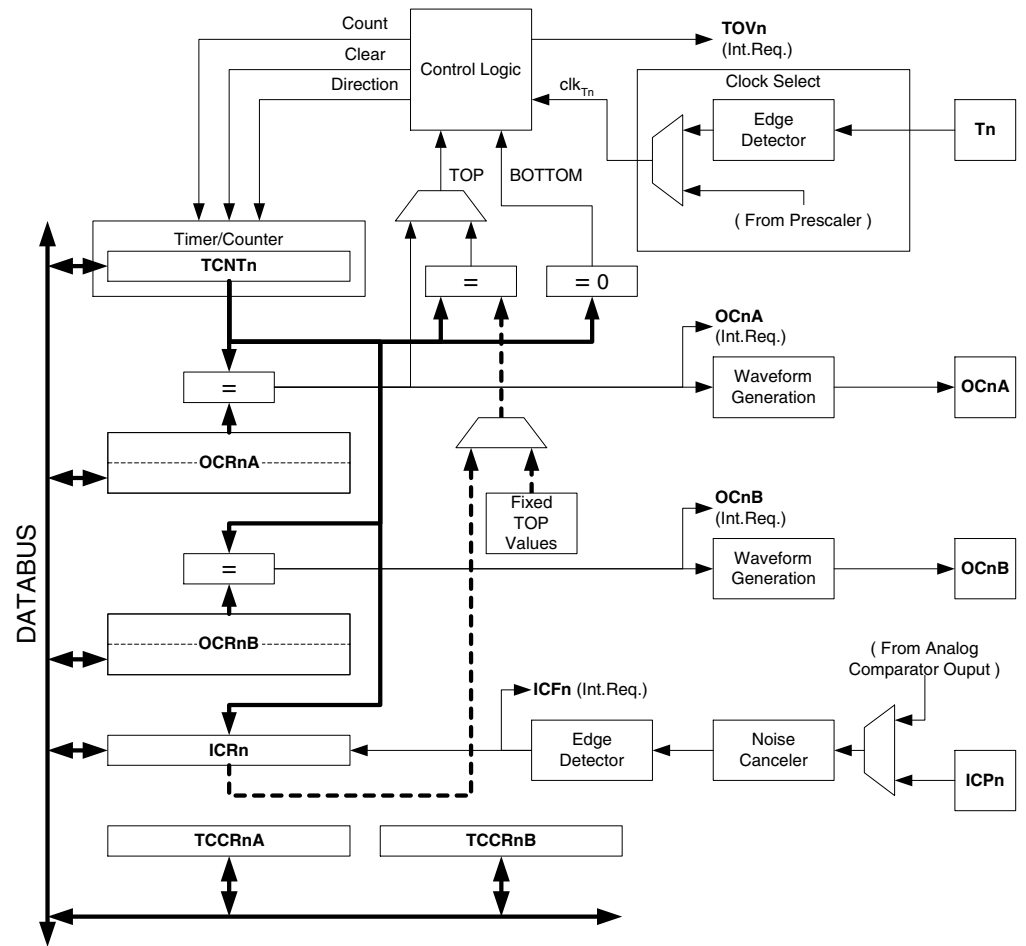 Count
Clear
Direction
Control Logic
TOVn
(Int.Req.)
clkTn
Clock Select
Edge
Detector
Tn
( From Prescaler )
TOP
BOTTOM
Timer/Counter
TCNTn
=
= 0
OCnA
(Int.Req.)
=
Waveform
Generation
OCnA
OCRnA
Fixed
TOP
Values
OCnB
(Int.Req.)
=
Waveform
Generation
OCnB
OCRnB
DATABUS
( From Analog
Comparator Ouput )
ICFn (Int.Req.)
ICRn
Edge
Detector
Noise
Canceler
ICPn
TCCRnA
TCCRnB